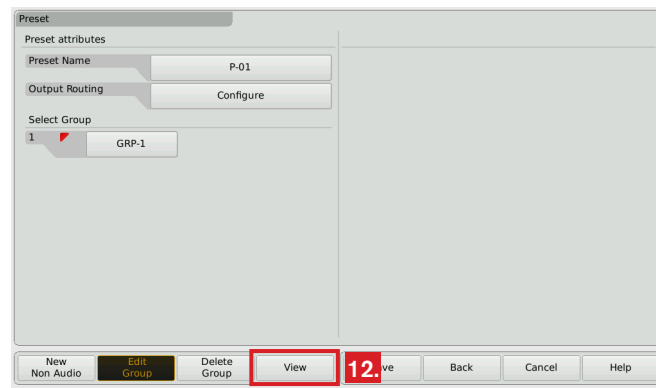 Preset
Preset attributes
Preset Name
P-01
Output Routing
Configure
Select Group
1
GRP-1
New
Non Audio
Edit
Group
Delete
Group
View
12.
ve
Back
Cancel
Help